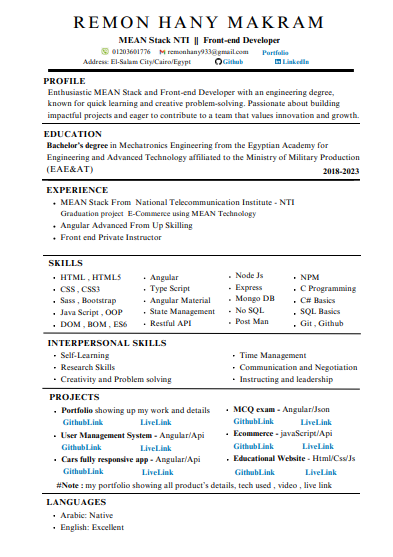 REMON HANY MAKRAM
MEAN Stack NTI || Front-end Developer
01203601776 remonhany933@gmail.com Portfolio
Address: El-Salam City/Cairo/Egypt Github LinkedIn
PROFILE
Enthusiastic MEAN Stack and Front-end Developer with an engineering degree,
known for quick learning and creative problem-solving. Passionate about building
impactful projects and eager to contribute to a team that values innovation and growth.
EDUCATION
Bachelor's degree in Mechatronics Engineering from the Egyptian Academy for
Engineering and Advanced Technology affiliated to the Ministry of Military Production
(EAE&AT) 2018-2023
EXPERIENCE
• MEAN Stack From National Telecommunication Institute - NTI
Graduation project E-Commerce using MEAN Technology
• Angular Advanced From Up Skilling
• Front end Private Instructor
SKILLS
• HTML , HTML5
• CSS , CSS3
• Sass , Bootstrap
• Java Script , OOP
• DOM , BOM , ES6
• Angular
• Type Script
• Angular Material
• State Management
• Restful API
• Node Js
• Express
• Mongo DB
• No SQL
• Post Man
• NPM
• C Programming
• C# Basics
• SQL Basics
• Git , Github
INTERPERSONAL SKILLS
• Self-Learning
• Research Skills
• Creativity and Problem solving
• Time Management
• Communication and Negotiation
• Instructing and leadership
PROJECTS
• Portfolio showing up my work and details
GithubLink LiveLink
• User Management System - Angular/Api
GithubLink LiveLink
• Cars fully responsive app - Angular/Api
GithubLink LiveLink
• MCQ exam - Angular/Json
GithubLink LiveLink
• Ecommerce - javaScript/Api
GithubLink LiveLink
• Educational Website - Html/Css/Js
GithubLink LiveLink
#Note : my portfolio showing all of product's details, tech used , video , live link
LANGUAGES
• Arabic: Native
• English: Excellent